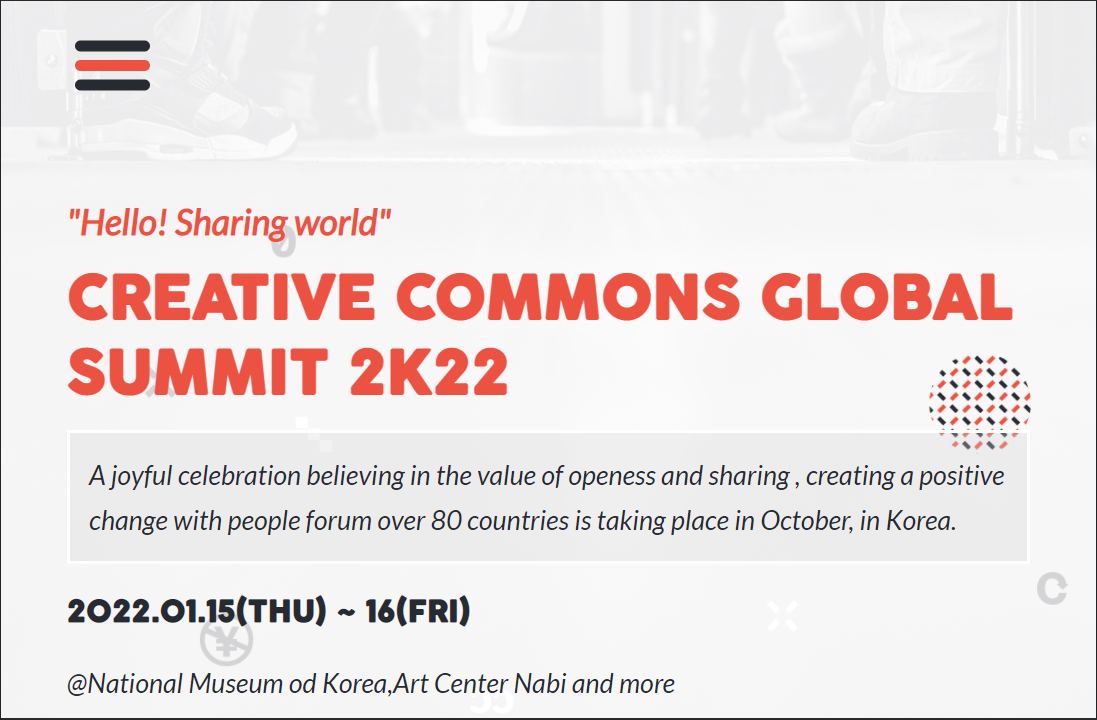 "Hello! Sharing world"
CREATIVE COMMONS GLOBAL
SUMMIT 2K22
A joyful celebration believing in the value of openess and sharing , creating a positive
change with people forum over 80 countries is taking place in October, in Korea.
2022.01.15(THU) ~ 16(FRI)
@National Museum od Korea,Art Center Nabi and more